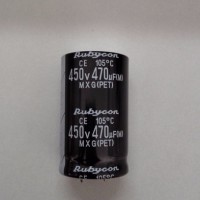 Rubycon
CE 105°C
450V 470µF(M)
MXG(PET)
Rubycon
CE 105°C
450V 470µF(M)
MXG(PET)